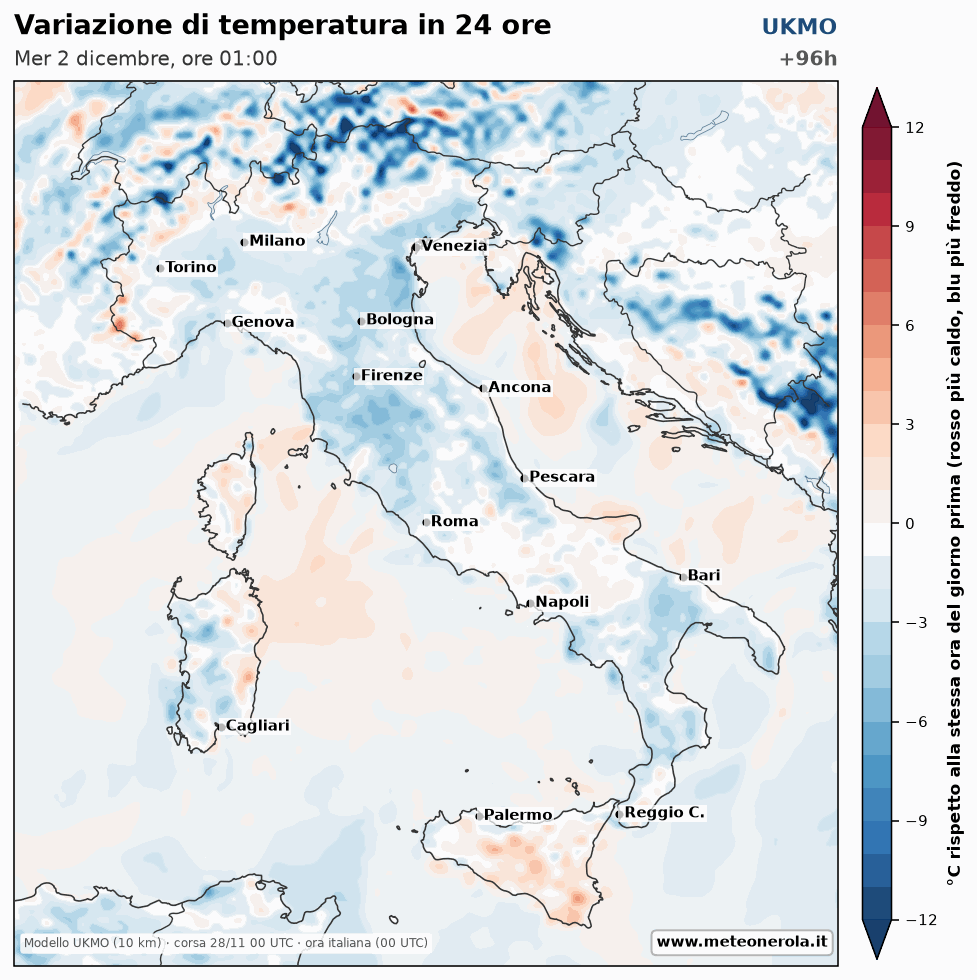 Variazione di temperatura in 24 ore
UKMO
Mer 2 dicembre, ore 01:00
+96h
Milano
Venezia
Torino
Genova
Bologna
Firenze
Ancona
Pescara
Roma
Bari
Napoli
Cagliari
Palermo
Reggio C.
12
9
6
3
0
−3
−6
−9
−12
°C rispetto alla stessa ora del giorno prima (rosso più caldo, blu più freddo)
Modello UKMO (10 km) · corsa 28/11 00 UTC · ora italiana (00 UTC)
www.meteonerola.it